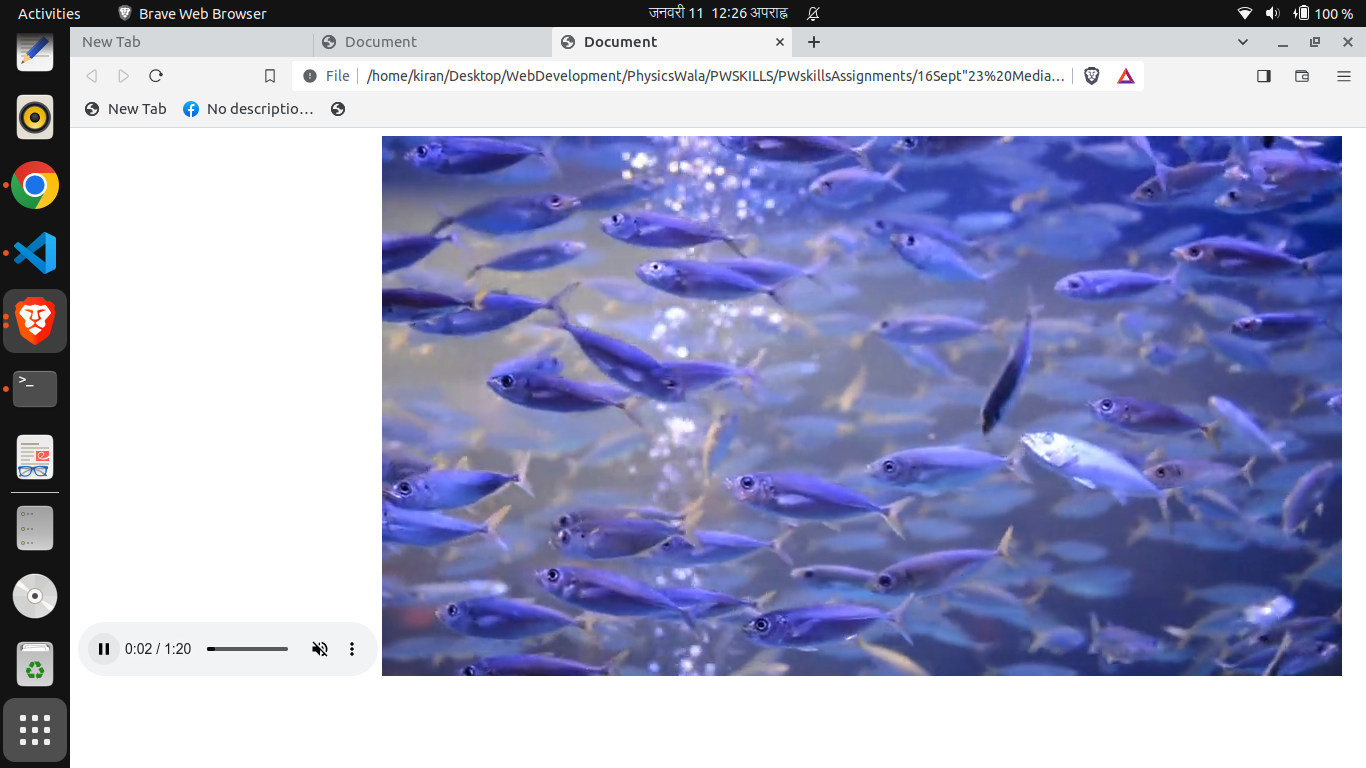 Activities Brave Web Browser जनवरी 11 12:26 अपराह्न 100 %
New Tab Document Document
File /home/kiran/Desktop/WebDevelopment/PhysicsWala/PWSKILLS/PWskillsAssignments/16Sept"23%20Media…
New Tab No descriptio…
>_
0:02 / 1:20